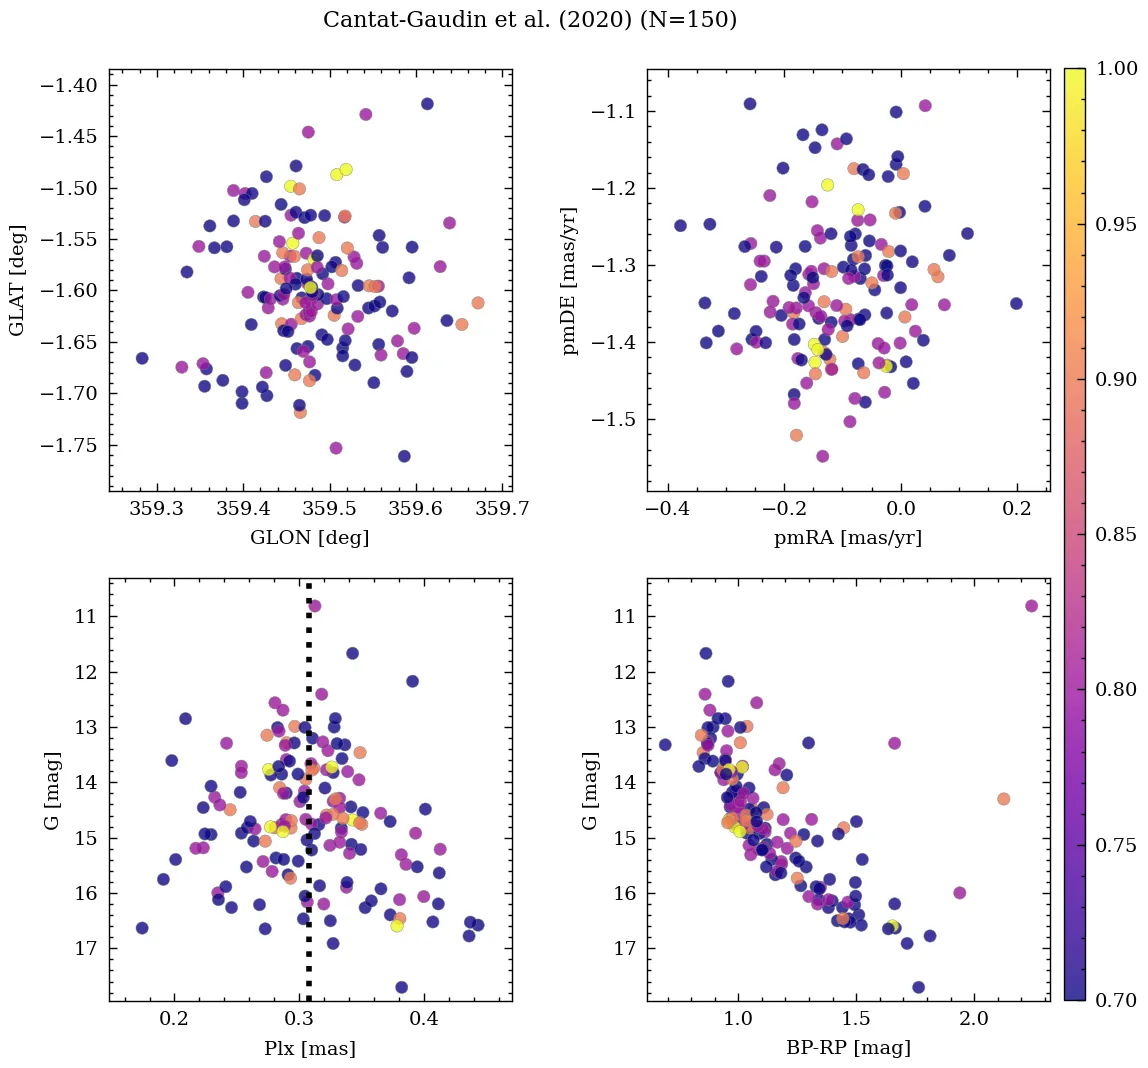 Cantat-Gaudin et al. (2020) (N=150)
−1.40
−1.45
−1.50
−1.55
−1.60
−1.65
−1.70
−1.75
GLAT [deg]
359.3 359.4 359.5 359.6 359.7
GLON [deg]
−1.1
−1.2
−1.3
−1.4
−1.5
pmDE [mas/yr]
−0.4 −0.2 0.0 0.2
pmRA [mas/yr]
11
12
13
14
15
16
17
G [mag]
0.2 0.3 0.4
Plx [mas]
11
12
13
14
15
16
17
G [mag]
1.0 1.5 2.0
BP-RP [mag]
1.00
0.95
0.90
0.85
0.80
0.75
0.70